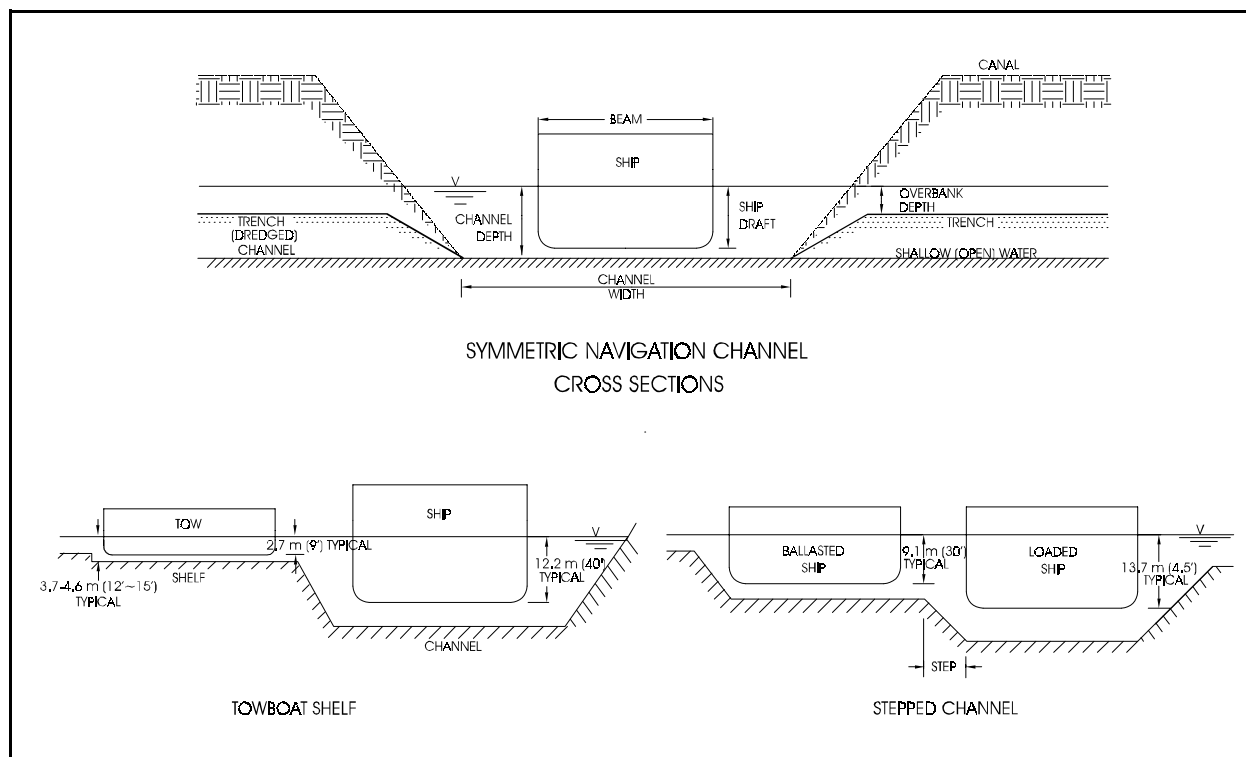 CANAL
BEAM
SHIP
V
OVERBANK
DEPTH
CHANNEL
DEPTH
SHIP
DRAFT
TRENCH
(DREDGED)
CHANNEL
TRENCH
SHALLOW (OPEN) WATER
CHANNEL
WIDTH
SYMMETRIC NAVIGATION CHANNEL
CROSS SECTIONS
TOW
SHIP
V
2.7 m (9') TYPICAL
SHELF
3.7-4.6 m (12'~15')
TYPICAL
12.2 m (40')
TYPICAL
CHANNEL
TOWBOAT SHELF
BALLASTED
SHIP
9.1 m (30')
TYPICAL
LOADED
SHIP
V
13.7 m (4.5')
TYPICAL
STEP
STEPPED CHANNEL